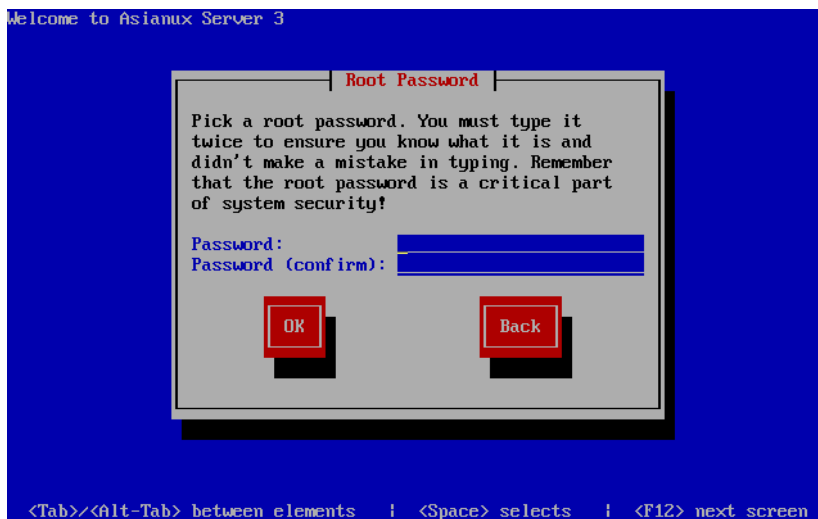 Welcome to Asianux Server 3
Root Password
Pick a root password. You must type it
twice to ensure you know what it is and
didn't make a mistake in typing. Remember
that the root password is a critical part
of system security!
Password:
Password (confirm):
OK Back
<Tab>/<Alt-Tab> between elements | <Space> selects | <F12> next screen